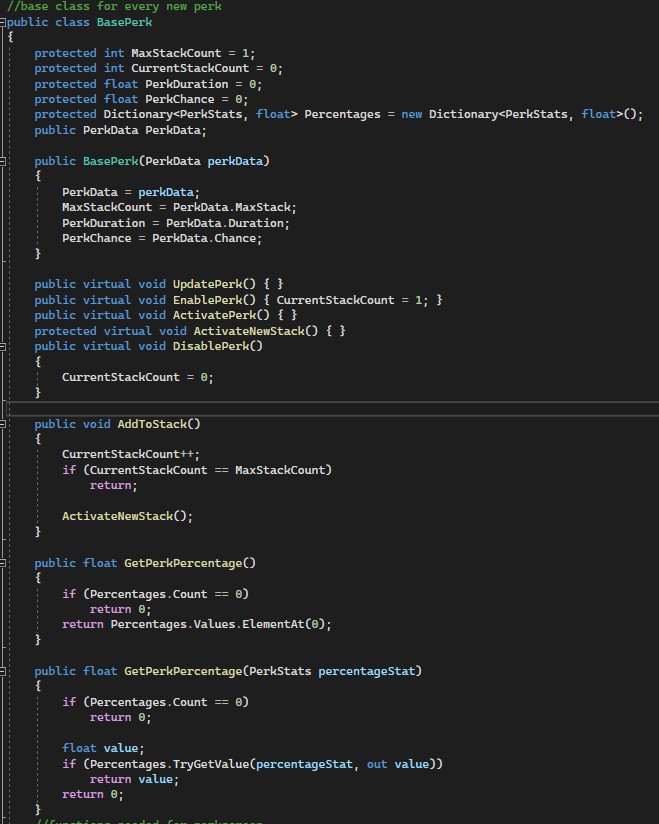 //base class for every new perk
public class BasePerk
{
    protected int MaxStackCount = 1;
    protected int CurrentStackCount = 0;
    protected float PerkDuration = 0;
    protected float PerkChance = 0;
    protected Dictionary<PerkStats, float> Percentages = new Dictionary<PerkStats, float>();
    public PerkData PerkData;

    public BasePerk(PerkData perkData)
    {
        PerkData = perkData;
        MaxStackCount = PerkData.MaxStack;
        PerkDuration = PerkData.Duration;
        PerkChance = PerkData.Chance;
    }

    public virtual void UpdatePerk() { }
    public virtual void EnablePerk() { CurrentStackCount = 1; }
    public virtual void ActivatePerk() { }
    protected virtual void ActivateNewStack() { }
    public virtual void DisablePerk()
    {
        CurrentStackCount = 0;
    }

    public void AddToStack()
    {
        CurrentStackCount++;
        if (CurrentStackCount == MaxStackCount)
            return;

        ActivateNewStack();
    }

    public float GetPerkPercentage()
    {
        if (Percentages.Count == 0)
            return 0;
        return Percentages.Values.ElementAt(0);
    }

    public float GetPerkPercentage(PerkStats percentageStat)
    {
        if (Percentages.Count == 0)
            return 0;

        float value;
        if (Percentages.TryGetValue(percentageStat, out value))
            return value;
        return 0;
    }
    //functions needed for